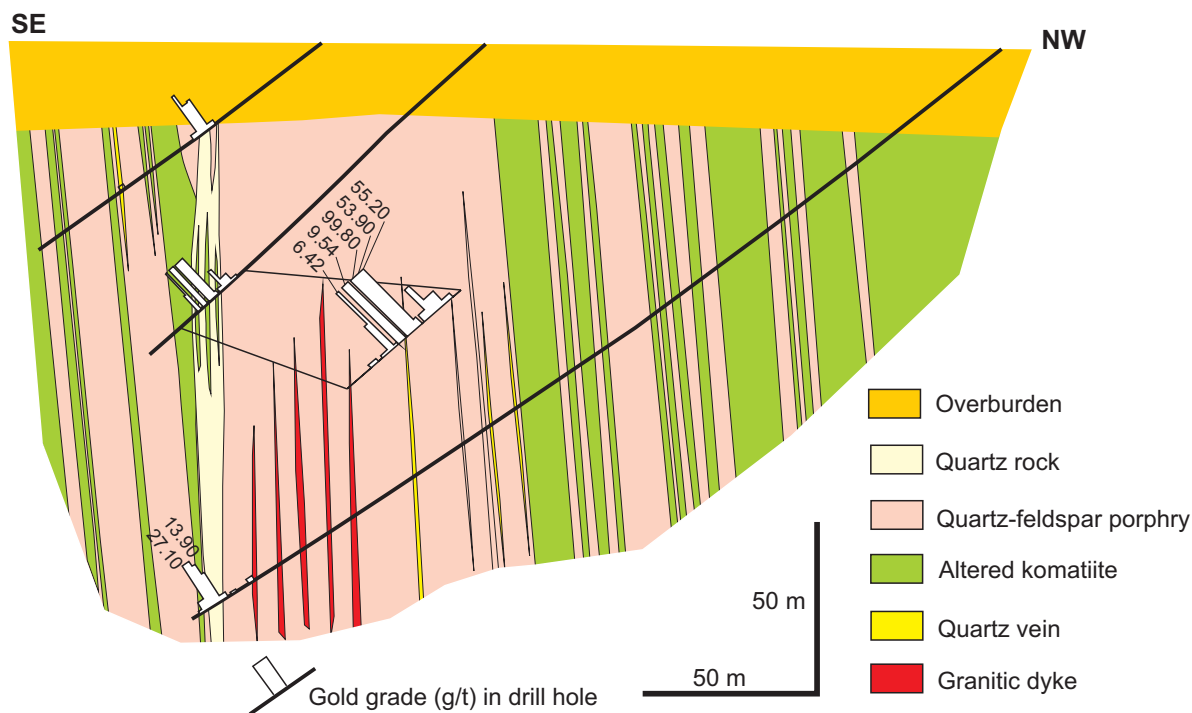 SE
NW
55.20
53.90
99.80
9.54
6.42
13.90
27.10
Overburden
Quartz rock
Quartz-feldspar porphry
Altered komatiite
Quartz vein
Granitic dyke
50 m
50 m
Gold grade (g/t) in drill hole